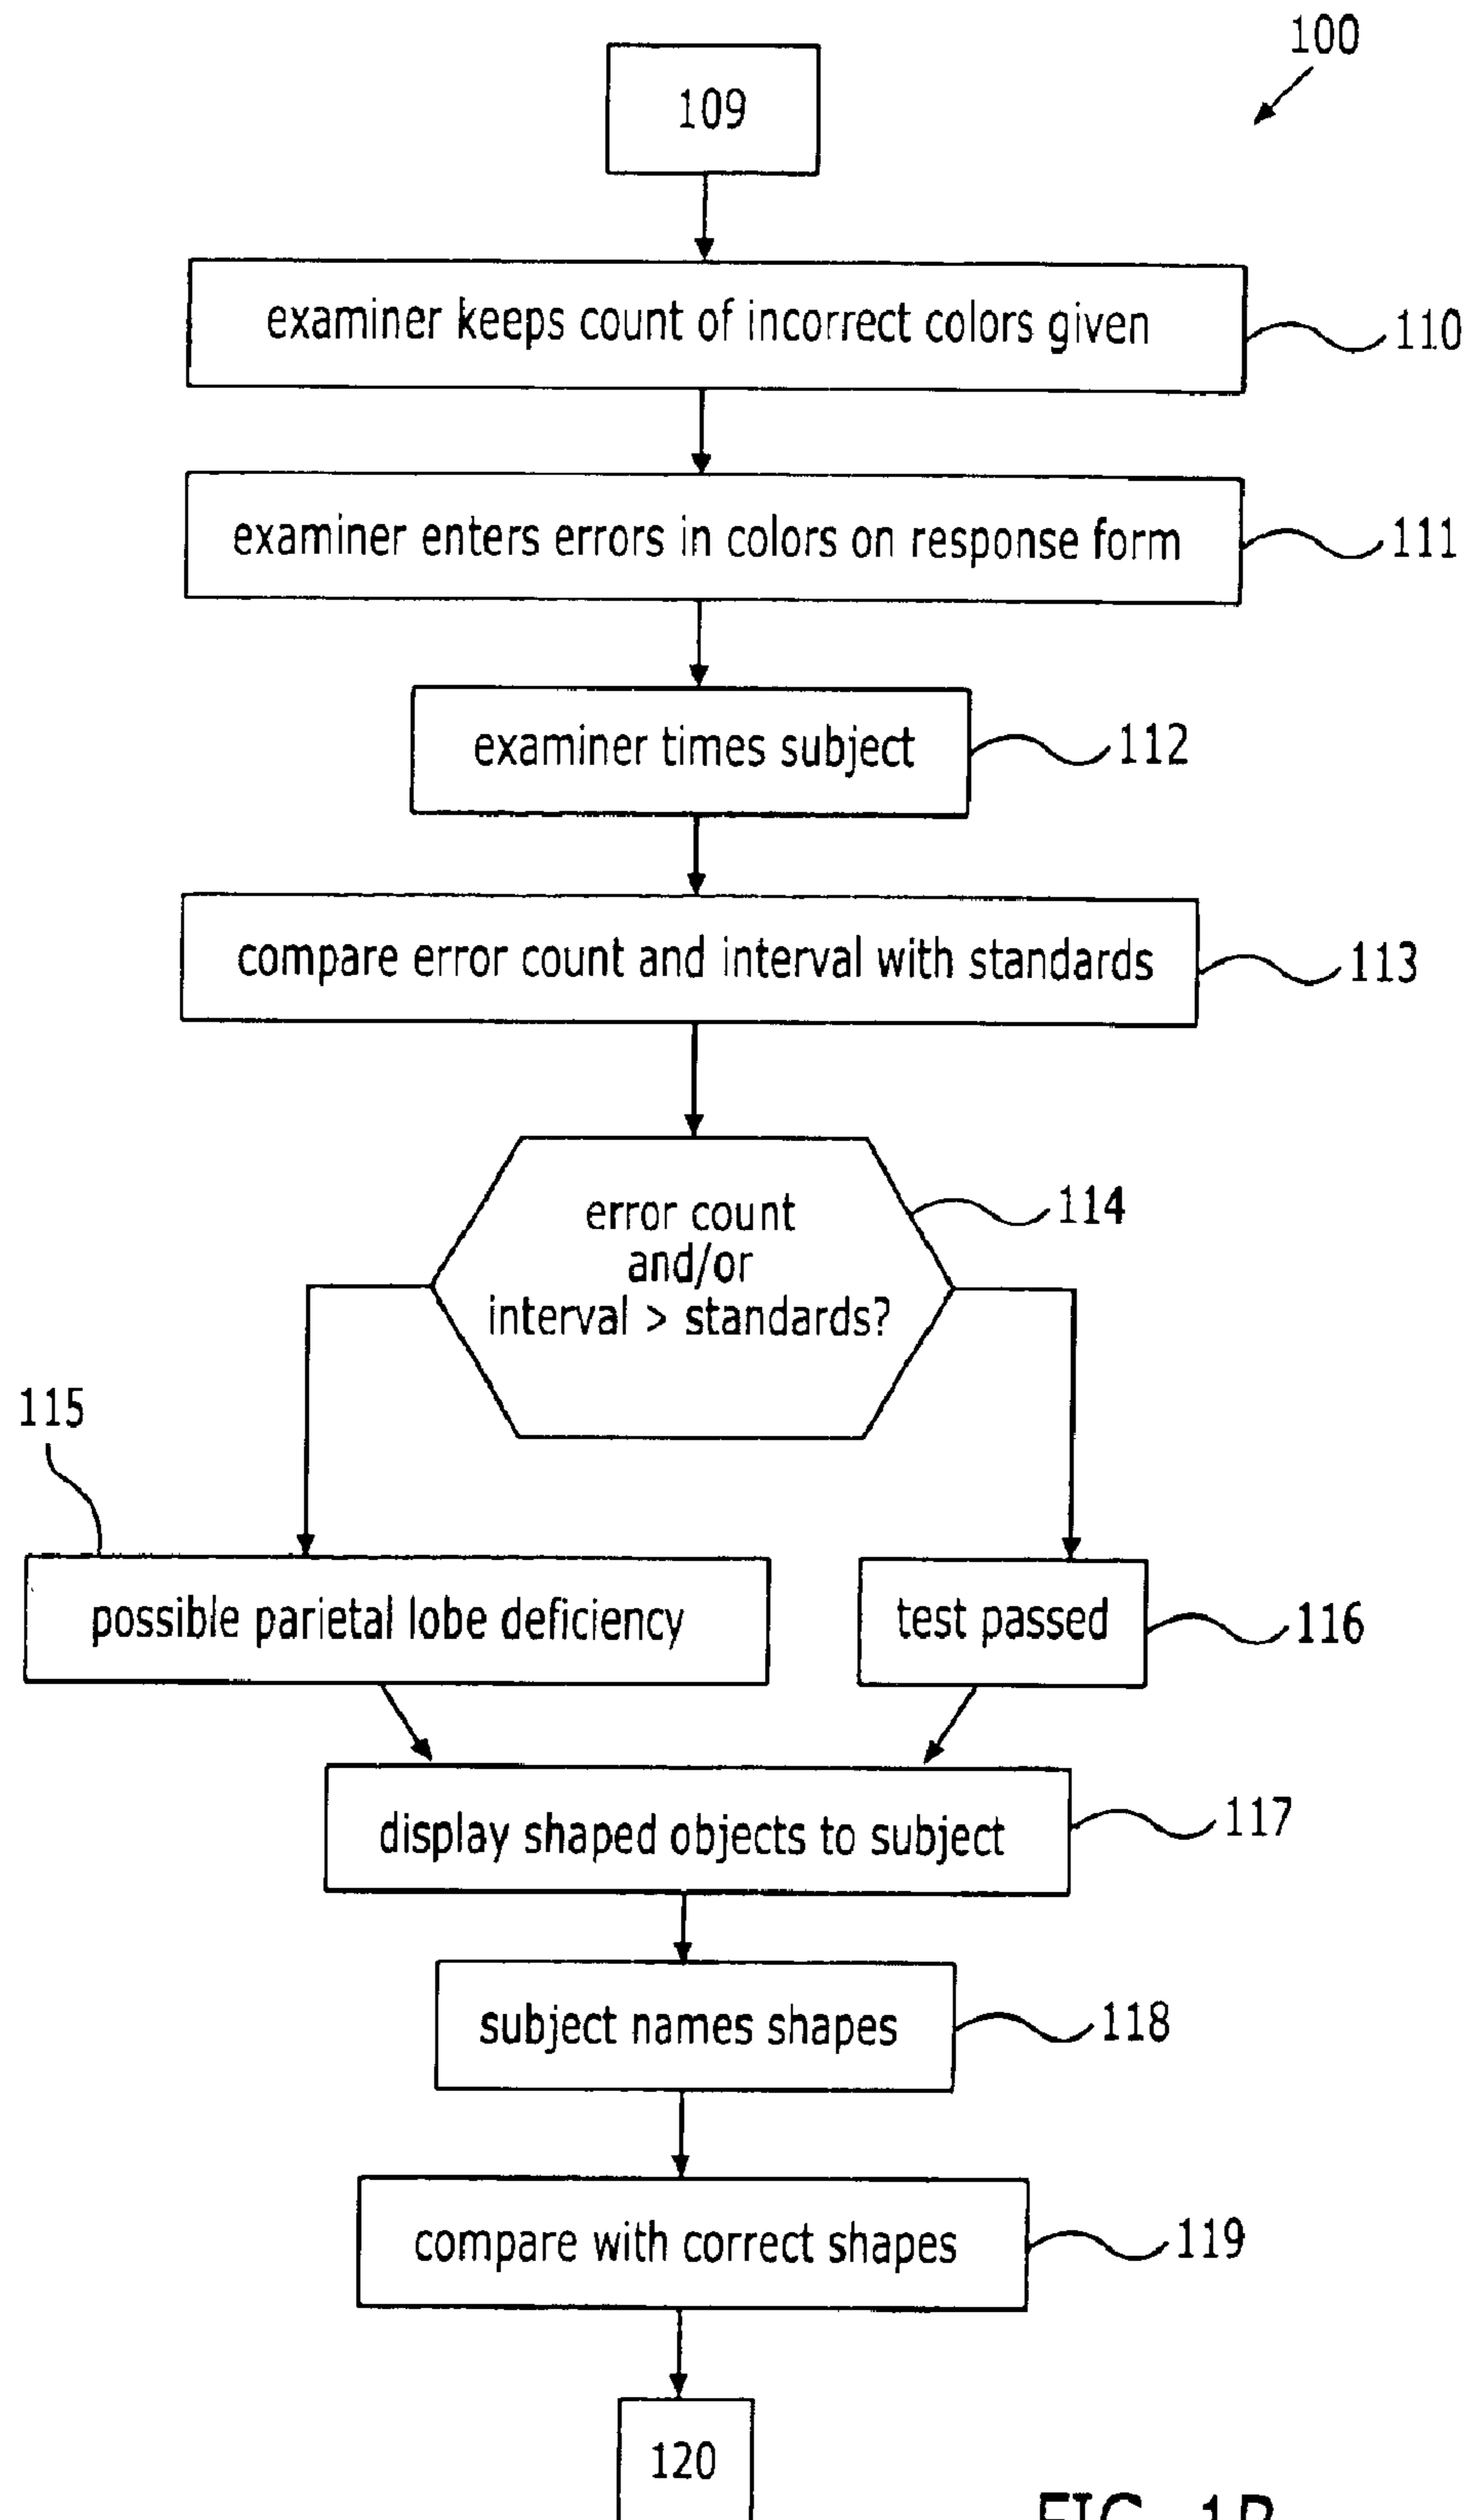 100
109
examiner keeps count of incorrect colors given
110
examiner enters errors in colors on response form
111
examiner times subject
112
compare error count and interval with standards
113
error count
and/or
interval > standards?
114
115
possible parietal lobe deficiency
test passed
116
display shaped objects to subject
117
subject names shapes
118
compare with correct shapes
119
120
FIG. 1B